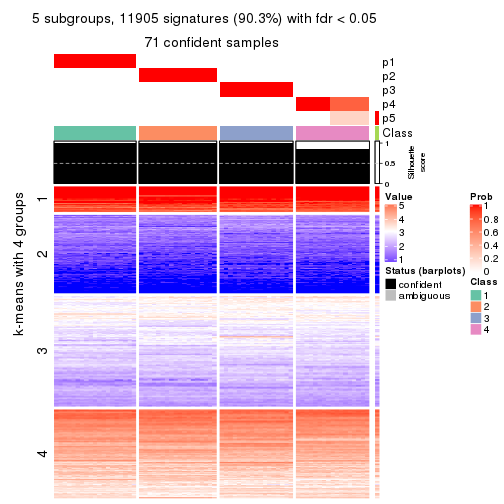 5 subgroups, 11905 signatures (90.3%) with fdr < 0.05
71 confident samples
p1
p2
p3
p4
p5
Class
1
0.5
0
Silhouette
score
k-means with 4 groups
1
2
3
4
Value
5
4
3
2
1
Status (barplots)
confident
ambiguous
Prob
1
0.8
0.6
0.4
0.2
0
Class
1
2
3
4